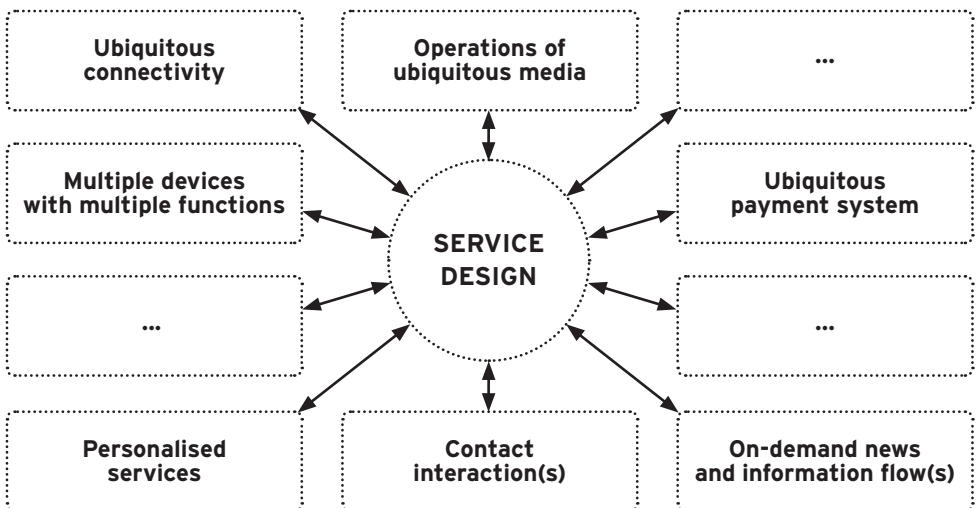 Ubiquitous
connectivity
Operations of
ubiquitous media
...
Multiple devices
with multiple functions
SERVICE
DESIGN
Ubiquitous
payment system
...
...
Personalised
services
Contact
interaction(s)
On-demand news
and information flow(s)